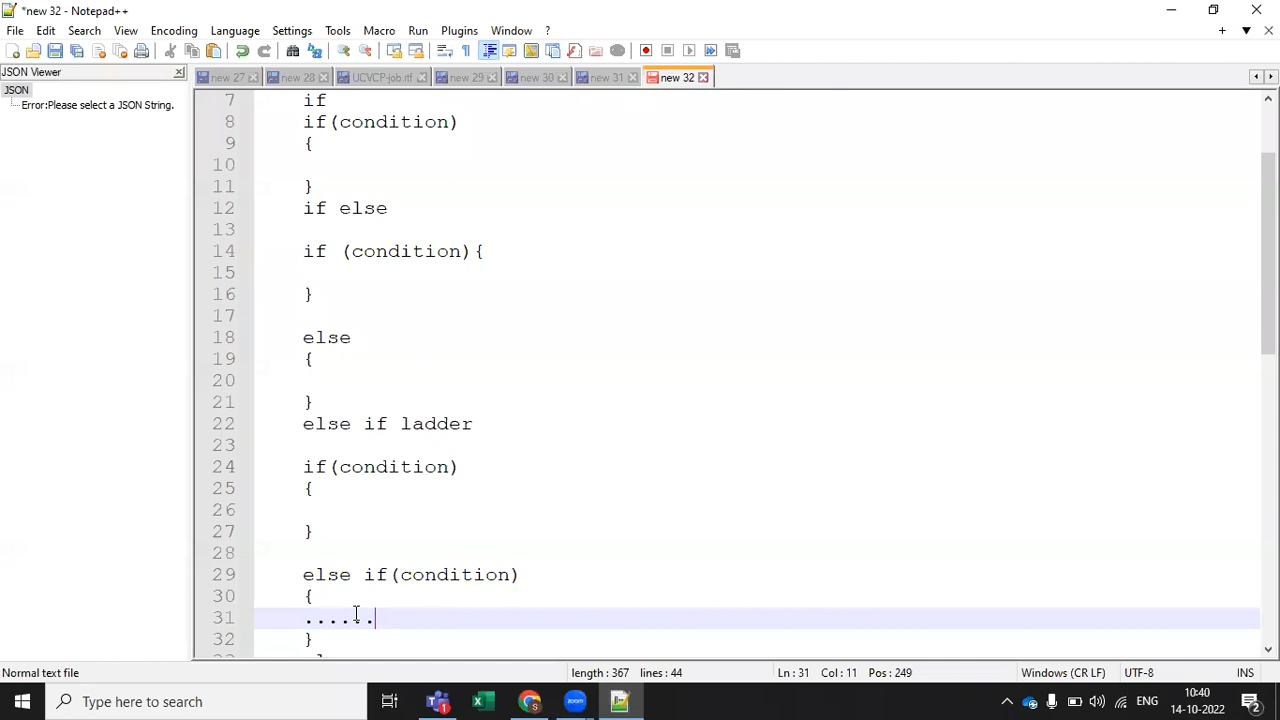 *new 32 - Notepad++
File Edit Search View Encoding Language Settings Tools Macro Run Plugins Window ?
JSON Viewer
new 27 new 28 UCVCP-job.rtf new 29 new 30 new 31 new 32
JSON
Error:Please select a JSON String.
7 if
8 if(condition)
9 {
10
11 }
12 if else
13
14 if (condition){
15
16 }
17
18 else
19 {
20
21 }
22 else if ladder
23
24 if(condition)
25 {
26
27 }
28
29 else if(condition)
30 {
31 ......
32 }
Normal text file length : 367 lines : 44 Ln : 31 Col : 11 Pos : 249 Windows (CR LF) UTF-8 INS
Type here to search
ENG
10:40
14-10-2022
2